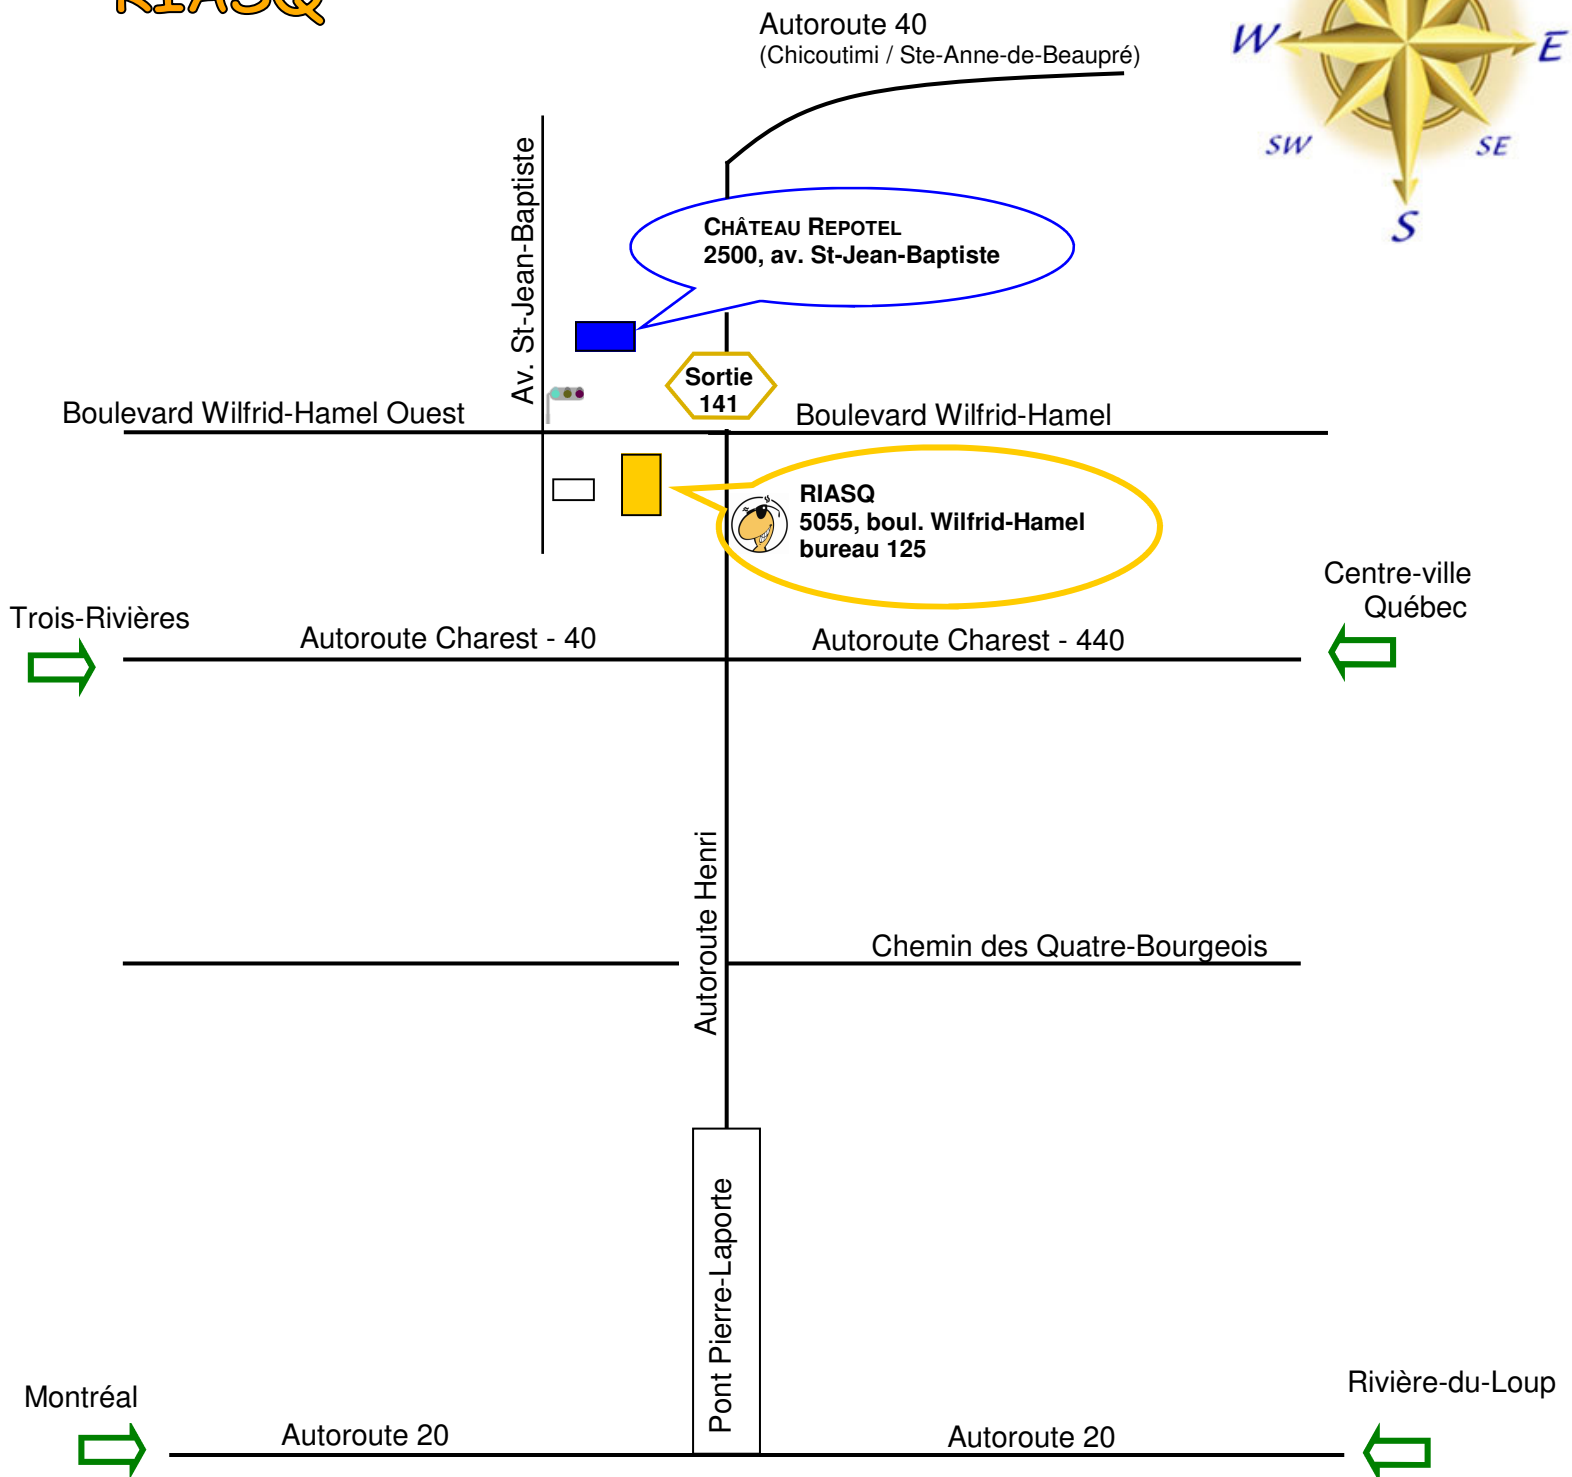 RIASQ
Autoroute 40
(Chicoutimi / Ste-Anne-de-Beaupré)
W
E
SW
SE
S
Av. St-Jean-Baptiste
CHÂTEAU REPOTEL
2500, av. St-Jean-Baptiste
Sortie
141
Boulevard Wilfrid-Hamel Ouest
Boulevard Wilfrid-Hamel
RIASQ
5055, boul. Wilfrid-Hamel
bureau 125
Centre-ville
Québec
Trois-Rivières
Autoroute Charest - 40
Autoroute Charest - 440
Autoroute Henri
Chemin des Quatre-Bourgeois
Pont Pierre-Laporte
Montréal
Rivière-du-Loup
Autoroute 20
Autoroute 20